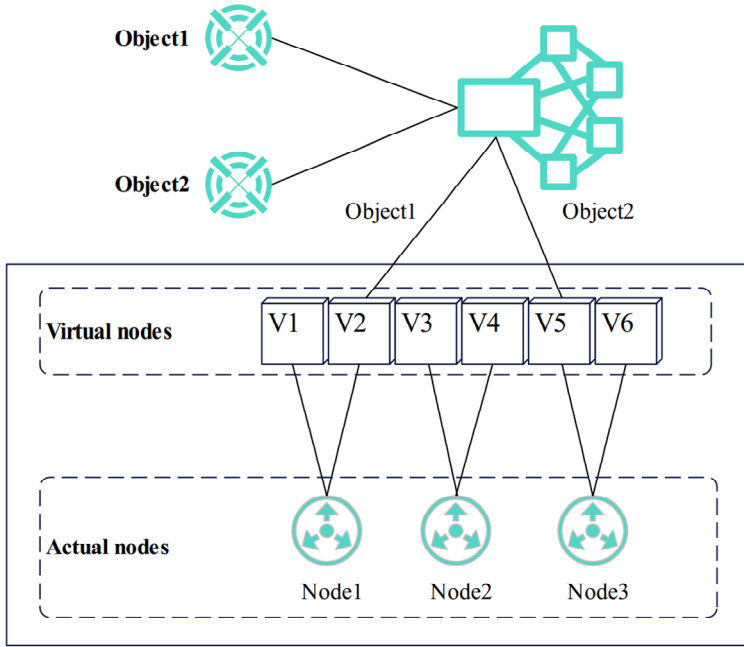 Object1
Object2
Object1 Object2
Virtual nodes V1 V2 V3 V4 V5 V6
Actual nodes
Node1 Node2 Node3